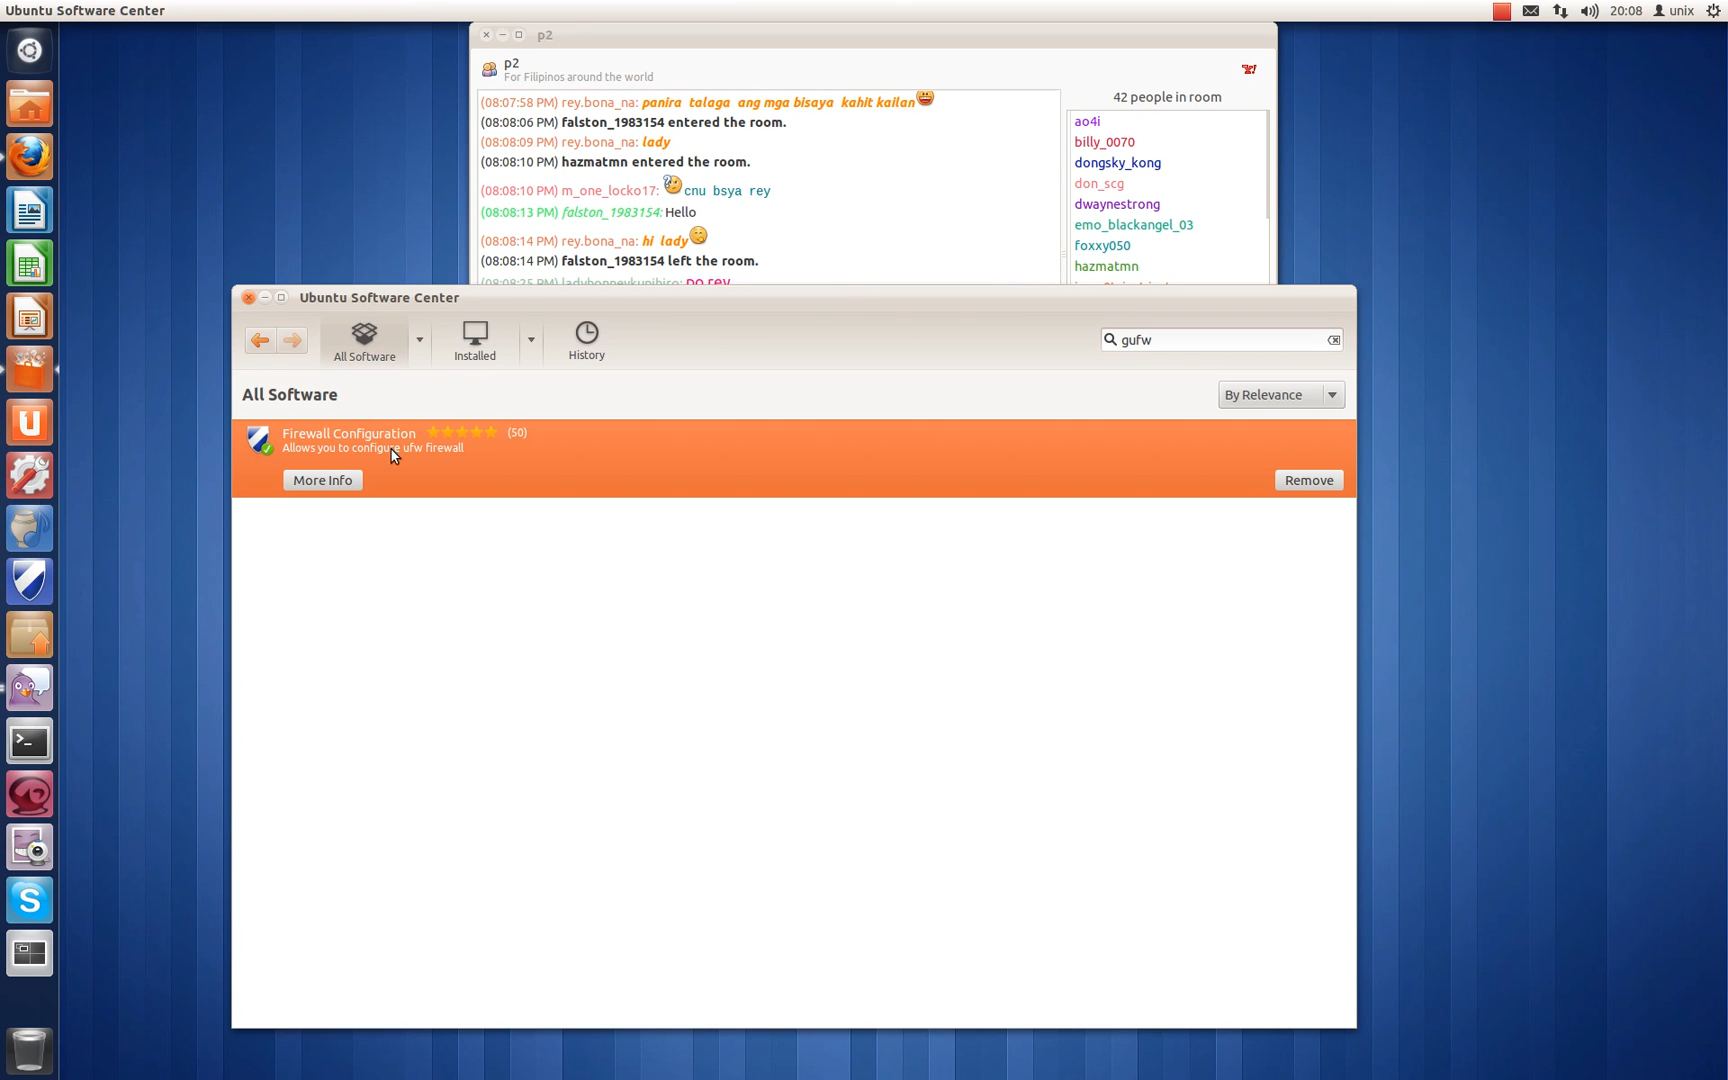 Ubuntu Software Center
20:08
unix
p2
p2
For Filipinos around the world
(08:07:58 PM) rey.bona_na: panira talaga ang mga bisaya kahit kailan
(08:08:06 PM) falston_1983154 entered the room.
(08:08:09 PM) rey.bona_na: lady
(08:08:10 PM) hazmatmn entered the room.
(08:08:10 PM) m_one_locko17: cnu bsya rey
(08:08:13 PM) falston_1983154: Hello
(08:08:14 PM) rey.bona_na: hi lady
(08:08:14 PM) falston_1983154 left the room.
(08:08:25 PM)
42 people in room
ao4i
billy_0070
dongsky_kong
don_scg
dwaynestrong
emo_blackangel_03
foxxy050
hazmatmn
Ubuntu Software Center
All Software
Installed
History
gufw
All Software
By Relevance
Firewall Configuration (50)
Allows you to configure ufw firewall
More Info
Remove